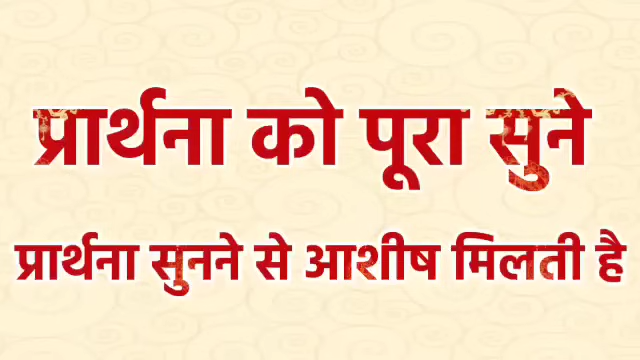 प्रार्थना को पूरा सुने
प्रार्थना सुनने से आशीष मिलती है